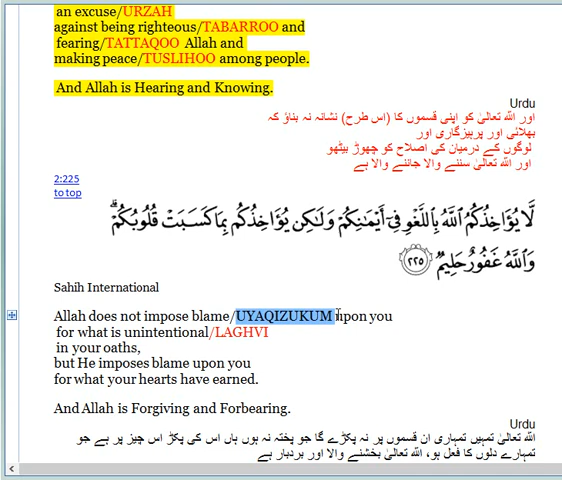 an excuse/URZAH
against being righteous/TABARROO and
fearing/TATTAQOO Allah and
making peace/TUSLIHOO among people.
And Allah is Hearing and Knowing.
Urdu
اور اللہ تعالیٰ کو اپنی قسموں کا (اس طرح) نشانہ نہ بناؤ کہ
بھلائی اور پرہیزگاری اور
لوگوں کے درمیان کی اصلاح کو چھوڑ بیٹھو
اور اللہ تعالیٰ سننے والا جاننے والا ہے
2:225
to top
لَّا يُؤَاخِذُكُمُ ٱللَّهُ بِٱللَّغْوِ فِىٓ أَيْمَـٰنِكُمْ وَلَـٰكِن يُؤَاخِذُكُم بِمَا كَسَبَتْ قُلُوبُكُمْ ۗ
وَٱللَّهُ غَفُورٌ حَلِيمٌ ﴿٢٢٥﴾
Sahih International
Allah does not impose blame/UYAQIZUKUM upon you
for what is unintentional/LAGHVI
in your oaths,
but He imposes blame upon you
for what your hearts have earned.
And Allah is Forgiving and Forbearing.
Urdu
اللہ تعالیٰ تمہیں تمہاری ان قسموں پر نہ پکڑے گا جو پختہ نہ ہوں ہاں اس کی پکڑ اس چیز پر ہے جو
تمہارے دلوں کا فعل ہو، اللہ تعالیٰ بخشنے والا اور بردبار ہے